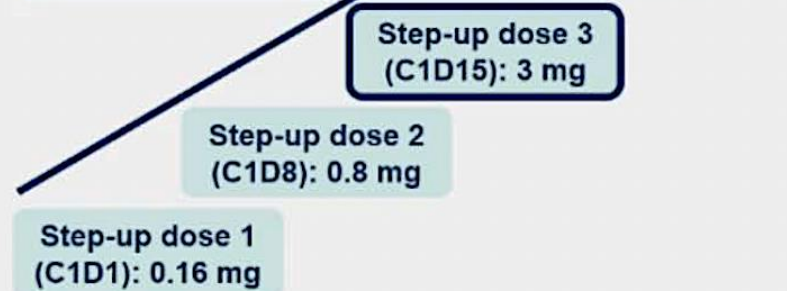 Step-up dose 3
(C1D15): 3 mg
Step-up dose 2
(C1D8): 0.8 mg
Step-up dose 1
(C1D1): 0.16 mg